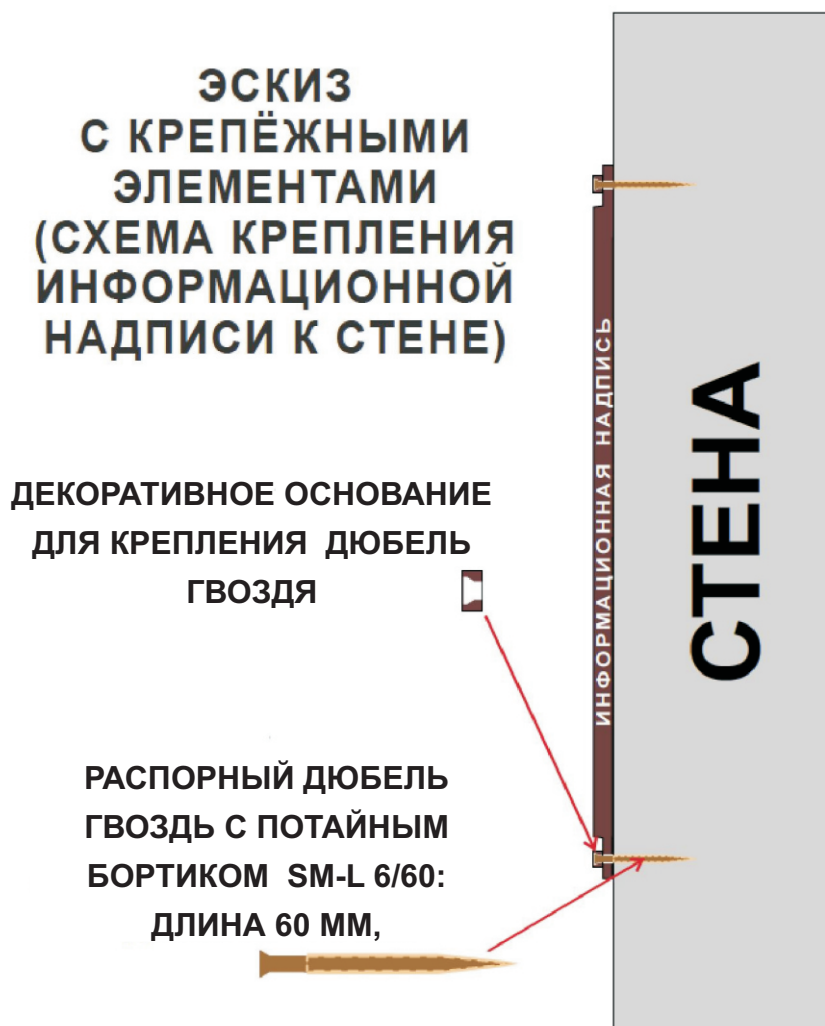 ЭСКИЗ
С КРЕПЁЖНЫМИ
ЭЛЕМЕНТАМИ
(СХЕМА КРЕПЛЕНИЯ
ИНФОРМАЦИОННОЙ
НАДПИСИ К СТЕНЕ)
ДЕКОРАТИВНОЕ ОСНОВАНИЕ
ДЛЯ КРЕПЛЕНИЯ ДЮБЕЛЬ
ГВОЗДЯ
РАСПОРНЫЙ ДЮБЕЛЬ
ГВОЗДЬ С ПОТАЙНЫМ
БОРТИКОМ SM-L 6/60:
ДЛИНА 60 ММ,
ИНФОРМАЦИОННАЯ НАДПИСЬ
СТЕНА